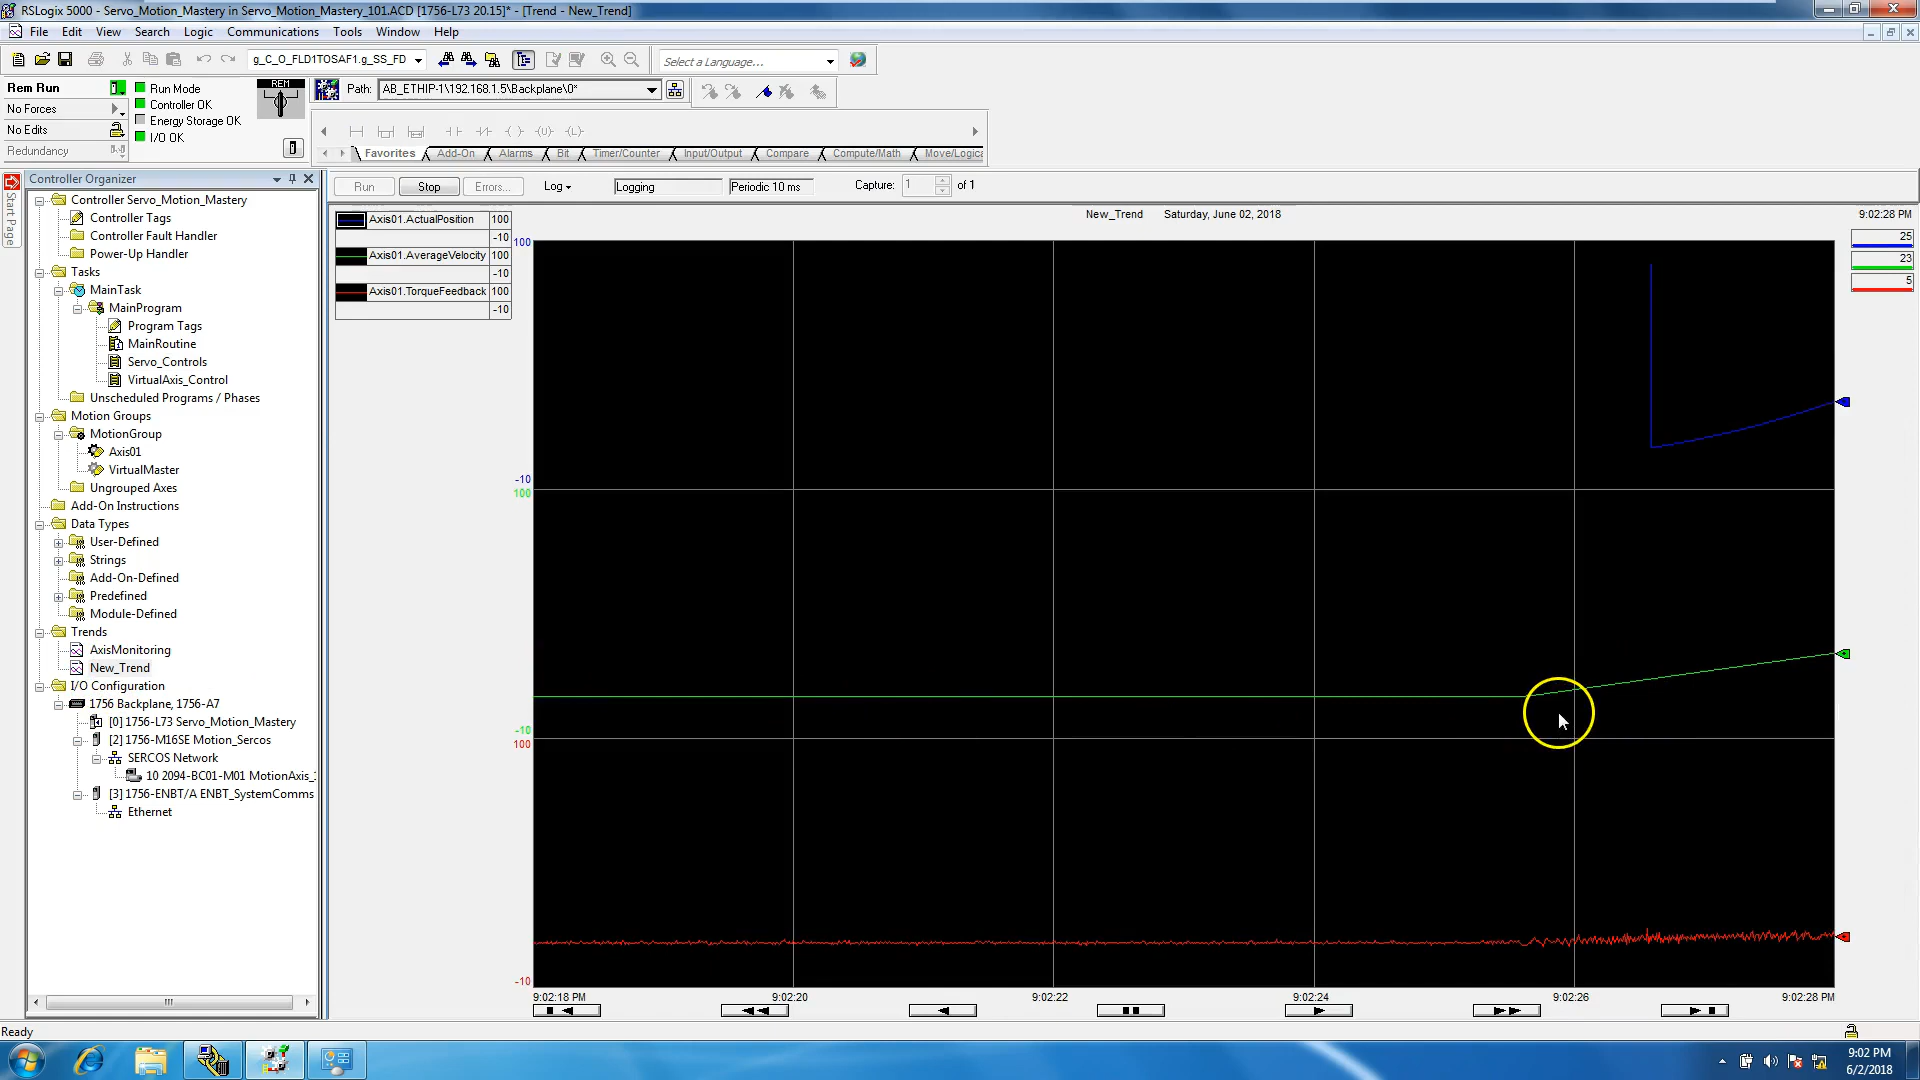 RSLogix 5000 - Servo_Motion_Mastery in Servo_Motion_Mastery_101.ACD [1756-L73 20.15]* - [Trend - New_Trend]
File Edit View Search Logic Communications Tools Window Help
g_C_O_FLD1TOSAF1.g_SS_FD
Select a Language...
Rem Run
No Forces
No Edits
Redundancy
Run Mode
Controller OK
Energy Storage OK
I/O OK
REM
Path: AB_ETHIP-1\192.168.1.5\Backplane\0*
Favorites Add-On Alarms Bit Timer/Counter Input/Output Compare Compute/Math Move/Logica
Start Page
Controller Organizer
Controller Servo_Motion_Mastery
Controller Tags
Controller Fault Handler
Power-Up Handler
Tasks
MainTask
MainProgram
Program Tags
MainRoutine
Servo_Controls
VirtualAxis_Control
Unscheduled Programs / Phases
Motion Groups
MotionGroup
Axis01
VirtualMaster
Ungrouped Axes
Add-On Instructions
Data Types
User-Defined
Strings
Add-On-Defined
Predefined
Module-Defined
Trends
AxisMonitoring
New_Trend
I/O Configuration
1756 Backplane, 1756-A7
[0] 1756-L73 Servo_Motion_Mastery
[2] 1756-M16SE Motion_Sercos
SERCOS Network
10 2094-BC01-M01 MotionAxis_
[3] 1756-ENBT/A ENBT_SystemComms
Ethernet
Run Stop Errors... Log Logging Periodic 10 ms Capture: 1 of 1
New_Trend Saturday, June 02, 2018 9:02:28 PM
Axis01.ActualPosition 100
-10
Axis01.AverageVelocity 100
-10
Axis01.TorqueFeedback 100
-10
25
23
5
100
-10
100
-10
100
-10
9:02:18 PM 9:02:20 9:02:22 9:02:24 9:02:26 9:02:28 PM
Ready
9:02 PM
6/2/2018